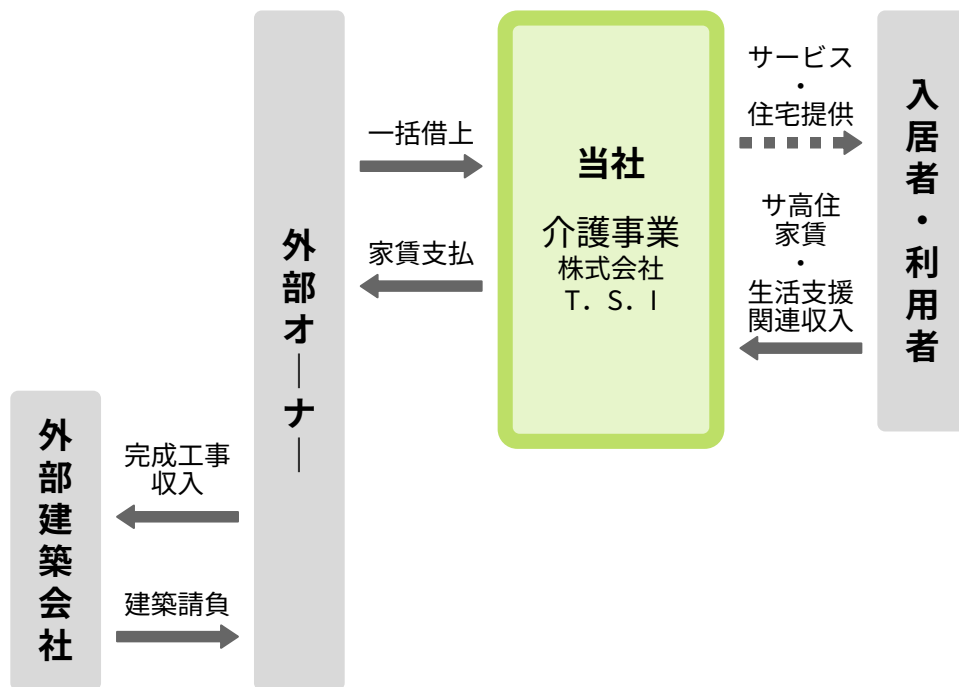 外部建築会社
完成工事
収入
建築請負
外部オーナー
一括借上
家賃支払
当社
介護事業
株式会社
T．S．I
サービス
・
住宅提供
サ高住
家賃
・
生活支援
関連収入
入居者・利用者